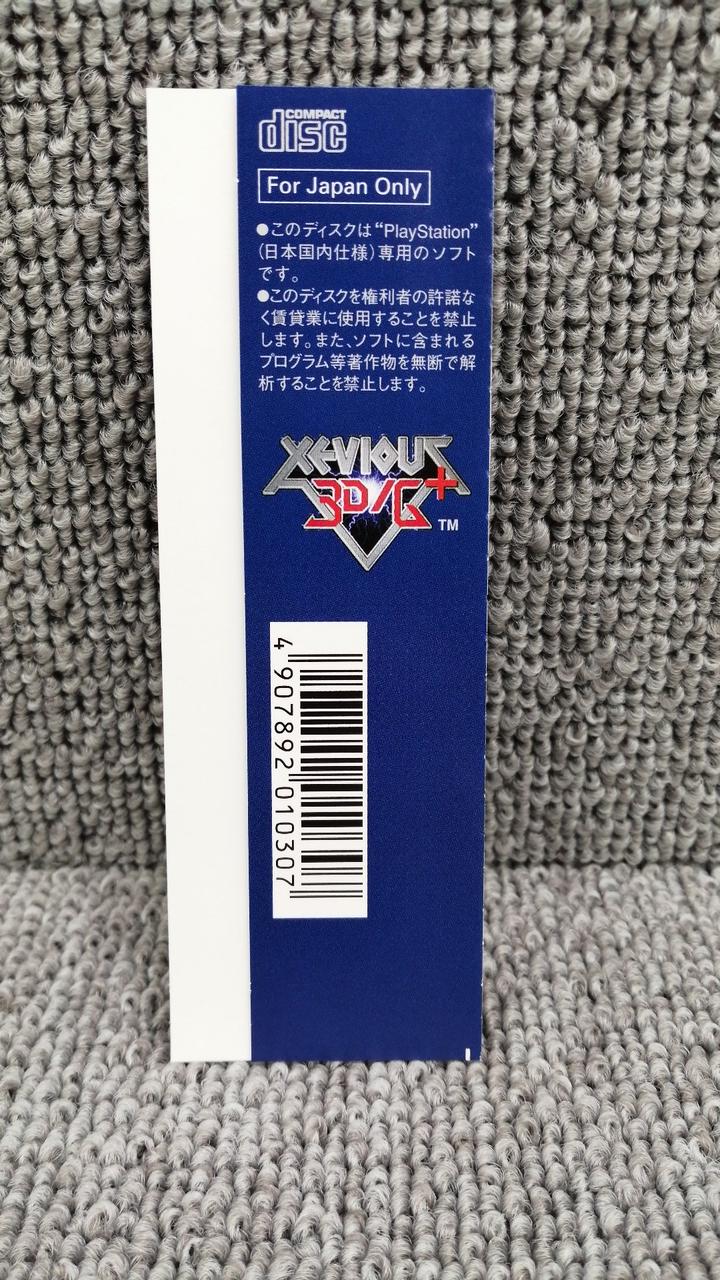 COMPACT
disc
For Japan Only
●このディスクは“PlayStation”
(日本国内仕様)専用のソフト
です。
●このディスクを権利者の許諾な
く賃貸業に使用することを禁止
します。また、ソフトに含まれる
プログラム等著作物を無断で解
析することを禁止します。
XEVIOUS
3D/G+
TM
4 907892 010307